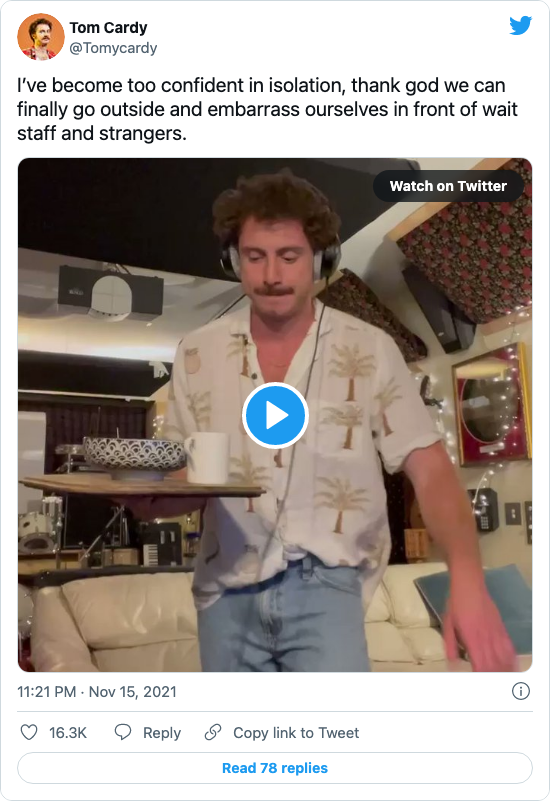 Tom Cardy
@Tomycardy
I’ve become too confident in isolation, thank god we can
finally go outside and embarrass ourselves in front of wait
staff and strangers.
Watch on Twitter
11:21 PM · Nov 15, 2021
16.3K
Reply
Copy link to Tweet
Read 78 replies